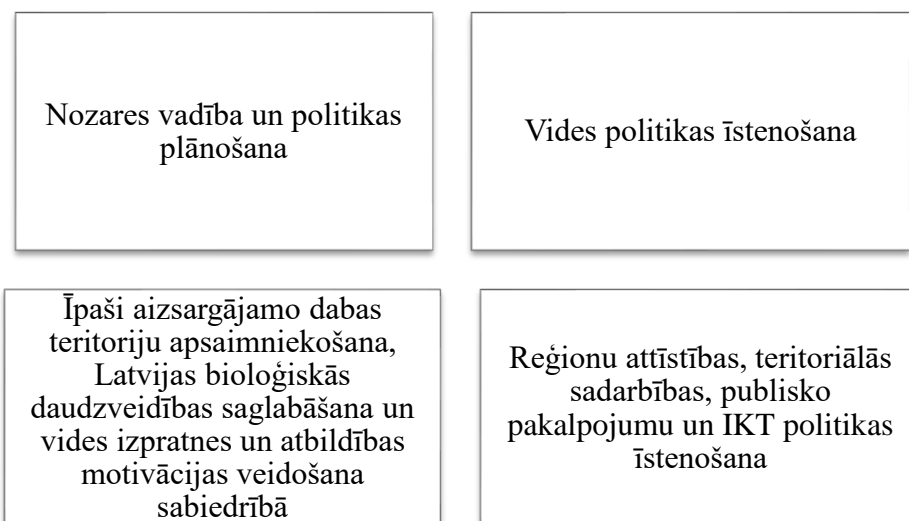 Nozares vadība un politikas
plānošana
Vides politikas īstenošana
Īpaši aizsargājamo dabas
teritoriju apsaimniekošana,
Latvijas bioloģiskās
daudzveidības saglabāšana un
vides izpratnes un atbildības
motivācijas veidošana
sabiedrībā
Reģionu attīstības, teritoriālās
sadarbības, publisko
pakalpojumu un IKT politikas
īstenošana